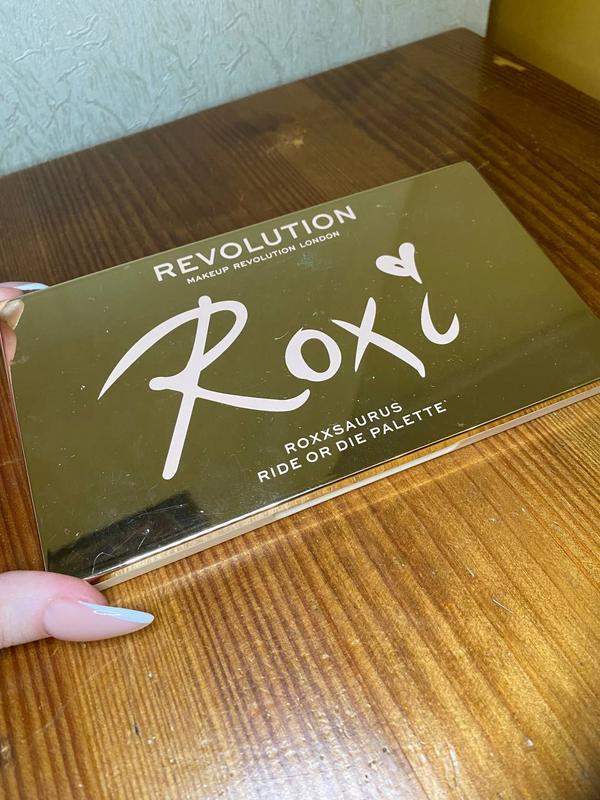 REVOLUTION
MAKEUP REVOLUTION LONDON
Roxi
ROXXSAURUS
RIDE OR DIE PALETTE